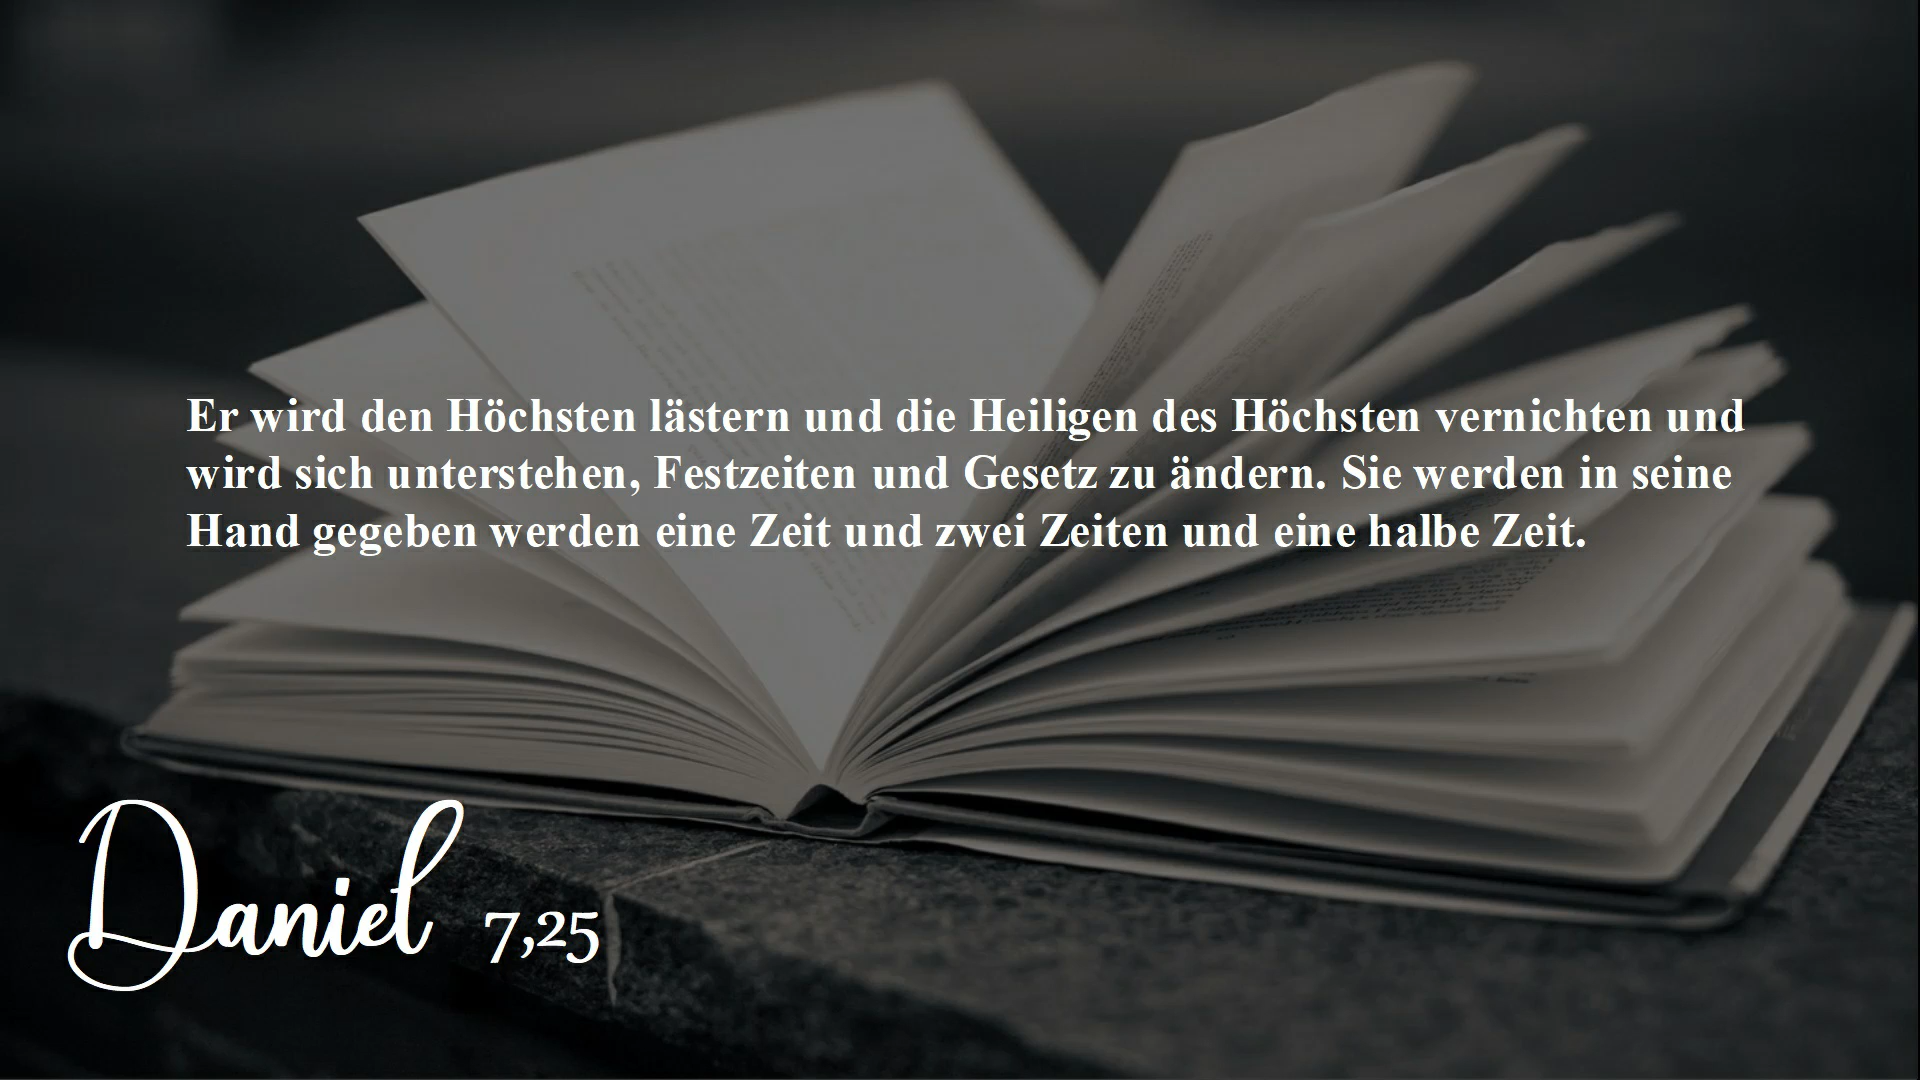 Er wird den Höchsten lästern und die Heiligen des Höchsten vernichten und
wird sich unterstehen, Festzeiten und Gesetz zu ändern. Sie werden in seine
Hand gegeben werden eine Zeit und zwei Zeiten und eine halbe Zeit.
Daniel 7,25